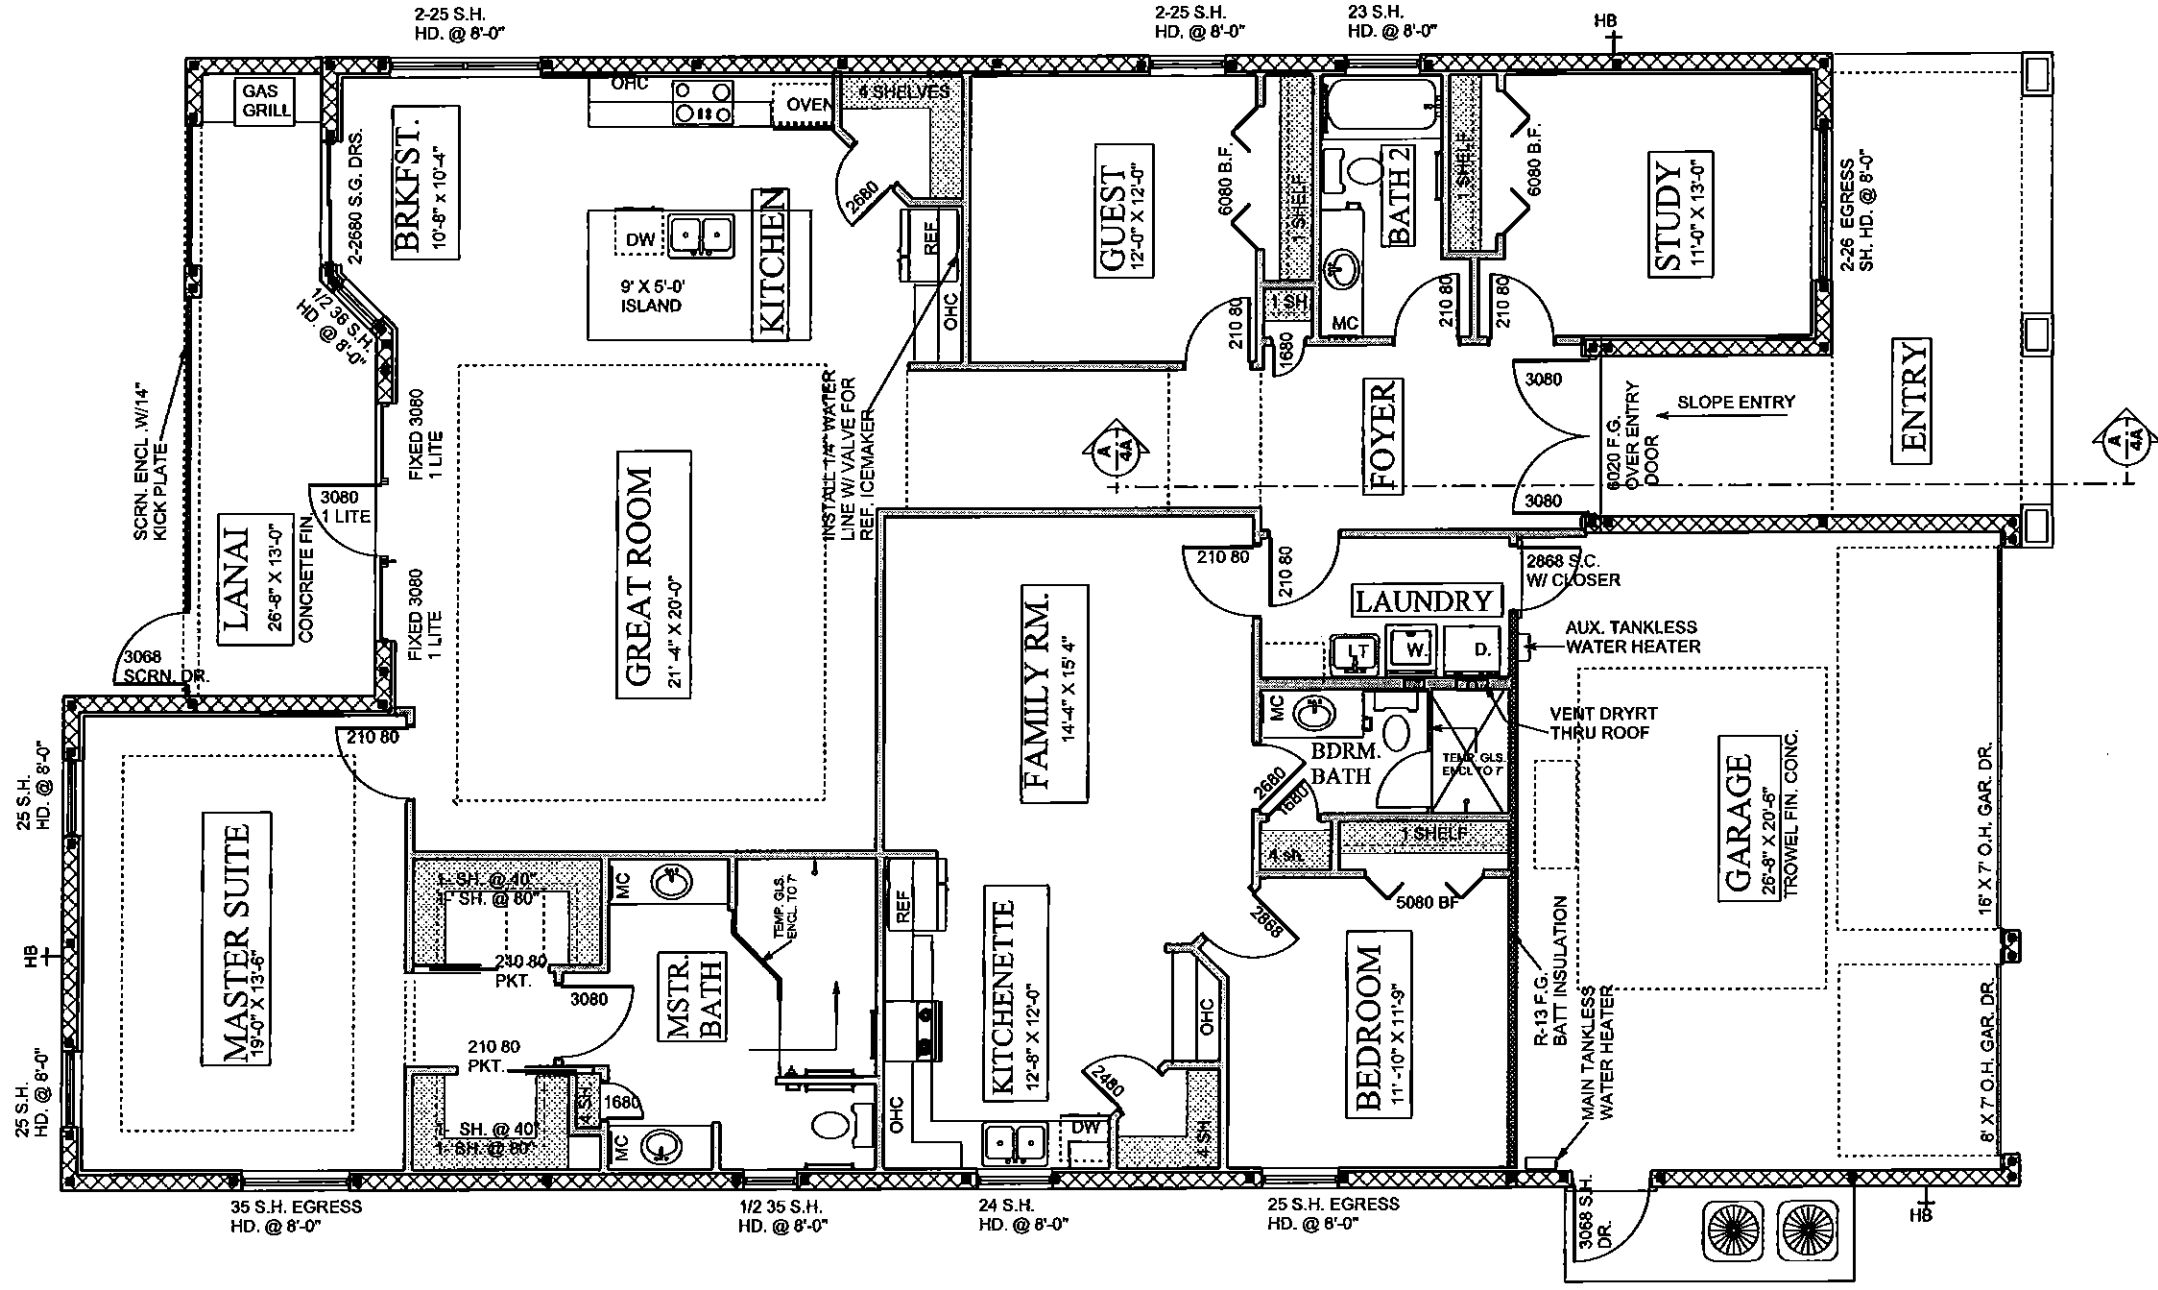 2-25 S.H.
HD. @ 8'-0"
2-25 S.H.
HD. @ 8'-0"
23 S.H.
HD. @ 8'-0"
HB
GAS
GRILL
BRKFST.
10'-8" X 10'-4"
2-2680 S.G. DRS.
1/2 36 S.H.
HD. @ 8'-0"
OHC
OVEN
4 SHELVES
2680
KITCHEN
DW
9' X 5'-0'
ISLAND
REF.
OHC
GUEST
12'-0" X 12'-0"
6080 B.F.
1 SHELF
1 SH
1680
210 80
BATH 2
MC
210 80
1 SHELF
6080 B.F.
210 80
STUDY
11'-0" X 13'-0"
2-26 EGRESS
SH. HD. @ 8'-0"
SCRN. ENCL .W/14"
KICK PLATE
FIXED 3080
1 LITE
3080
1 LITE
FIXED 3080
1 LITE
LANAI
26'-8" X 13'-0"
CONCRETE FIN.
3068
SCRN. DR.
GREAT ROOM
21' -4" X 20'-0"
INSTALL 1/4" WATER
LINE W/ VALVE FOR
REF. ICEMAKER
A
4A
FOYER
3080
3080
6020 F.G.
OVER ENTRY
DOOR
SLOPE ENTRY
ENTRY
A
4A
210 80
210 80
2868 S.C.
W/ CLOSER
LAUNDRY
LT
W.
D.
AUX. TANKLESS
WATER HEATER
FAMILY RM.
14'-4" X 15' 4"
MC
BDRM.
BATH
TEMP. GLS.
ENCL TO 7'
VENT DRYRT
THRU ROOF
2680
1680
4 sh.
1 SHELF
5080 BF
2868
GARAGE
26'-8" X 20'-6"
TROWEL FIN. CONC.
16' X 7' O.H. GAR. DR.
8' X 7' O.H. GAR. DR.
R-13 F.G.
BATT INSULATION
MAIN TANKLESS
WATER HEATER
210 80
25 S.H.
HD. @ 8'-0"
HB
25 S.H.
HD. @ 8'-0"
MASTER SUITE
19'-0" X 13'-6"
1- SH. @ 40"
1- SH. @ 80"
PKT.
3080
210 80
PKT.
1- SH. @ 40"
1- SH. @ 80"
4 SH.
1680
MC
MC
MSTR.
BATH
TEMP. GLS.
ENCL. TO 7'
REF
KITCHENETTE
12'-8" X 12'-0"
OHC
DW
2480
4 SH.
OHC
BEDROOM
11' -10" X 11'-9"
35 S.H. EGRESS
HD. @ 8'-0"
1/2 35 S.H.
HD. @ 8'-0"
24 S.H.
HD. @ 8'-0"
25 S.H. EGRESS
HD. @ 8'-0"
3068 S.H.
DR.
HB